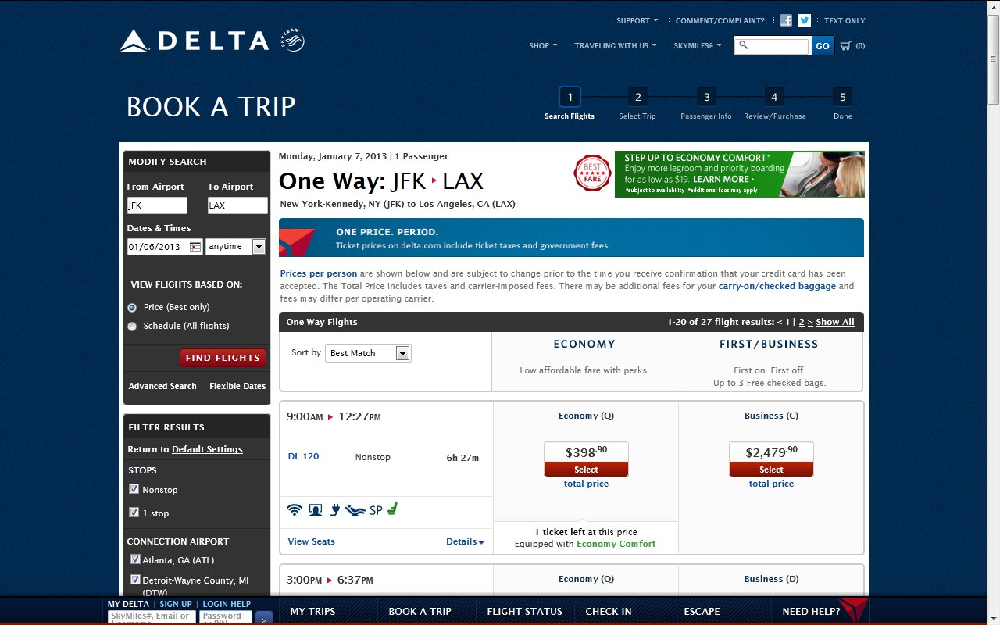 SUPPORT
COMMENT/COMPLAINT?
TEXT ONLY
DELTA
SKYTEAM
SHOP
TRAVELING WITH US
SKYMILES®
GO
(0)
BOOK A TRIP
1 2 3 4 5
Search Flights Select Trip Passenger Info Review/Purchase Done
MODIFY SEARCH
From Airport To Airport
JFK LAX
Dates & Times
01/06/2013 anytime
VIEW FLIGHTS BASED ON:
Price (Best only)
Schedule (All flights)
FIND FLIGHTS
Advanced Search Flexible Dates
FILTER RESULTS
Return to Default Settings
STOPS
Nonstop
1 stop
CONNECTION AIRPORT
Atlanta, GA (ATL)
Detroit-Wayne County, MI
(DTW)
Monday, January 7, 2013 | 1 Passenger
One Way: JFK LAX
New York-Kennedy, NY (JFK) to Los Angeles, CA (LAX)
BEST
FARE
STEP UP TO ECONOMY COMFORT*
Enjoy more legroom and priority boarding
for as low as $19. LEARN MORE
*subject to availability *additional fees may apply
ONE PRICE. PERIOD.
Ticket prices on delta.com include ticket taxes and government fees.
Prices per person are shown below and are subject to change prior to the time you receive confirmation that your credit card has been
accepted. The Total Price includes taxes and carrier-imposed fees. There may be additional fees for your carry-on/checked baggage and
fees may differ per operating carrier.
One Way Flights 1-20 of 27 flight results: < 1 | 2 > Show All
Sort by Best Match
ECONOMY
Low affordable fare with perks.
FIRST/BUSINESS
First on. First off.
Up to 3 Free checked bags.
9:00AM 12:27PM
DL 120 Nonstop 6h 27m
SP
View Seats Details
Economy (Q)
$398.90
Select
total price
1 ticket left at this price
Equipped with Economy Comfort
Business (C)
$2,479.90
Select
total price
3:00PM 6:37PM
Economy (Q)
Business (D)
MY DELTA | SIGN UP | LOGIN HELP
SkyMiles#, Email or Password
MY TRIPS BOOK A TRIP FLIGHT STATUS CHECK IN ESCAPE NEED HELP?